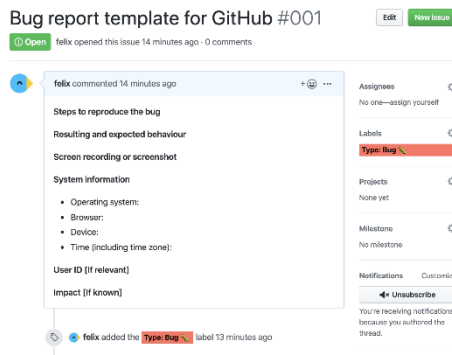 Bug report template for GitHub #001
Edit
New issue
Open
felix opened this issue 14 minutes ago · 0 comments
felix commented 14 minutes ago
Steps to reproduce the bug
Resulting and expected behaviour
Screen recording or screenshot
System information
• Operating system:
• Browser:
• Device:
• Time [including time zone]:
User ID [If relevant]
Impact [If known]
felix added the Type: Bug 🐛 label 13 minutes ago
Assignees
No one—assign yourself
Labels
Type: Bug 🐛
Projects
None yet
Milestone
No milestone
Notifications
Unsubscribe
You're receiving notifications
because you authored the
thread.